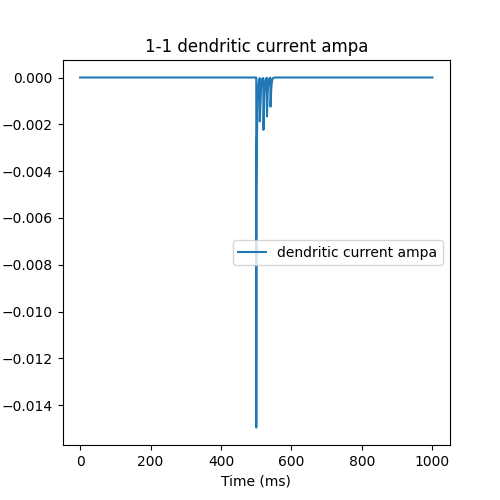 1-1 dendritic current ampa
0.000
−0.002
−0.004
−0.006
−0.008
−0.010
−0.012
−0.014
dendritic current ampa
0 200 400 600 800 1000
Time (ms)